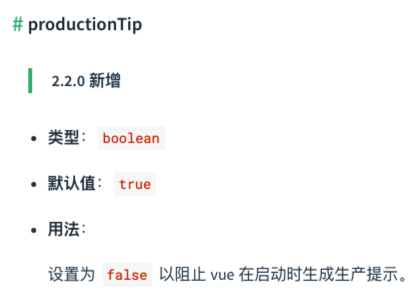 # productionTip
2.2.0 新增
• 类型： boolean
• 默认值： true
• 用法：
设置为 false 以阻止 vue 在启动时生成生产提示。